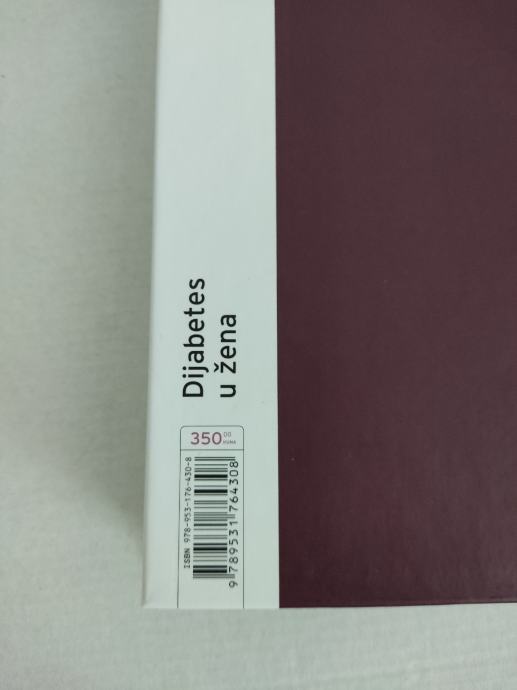 Dijabetes
u žena
350 00
KUNA
ISBN 978-953-176-430-8
9 789531 764308